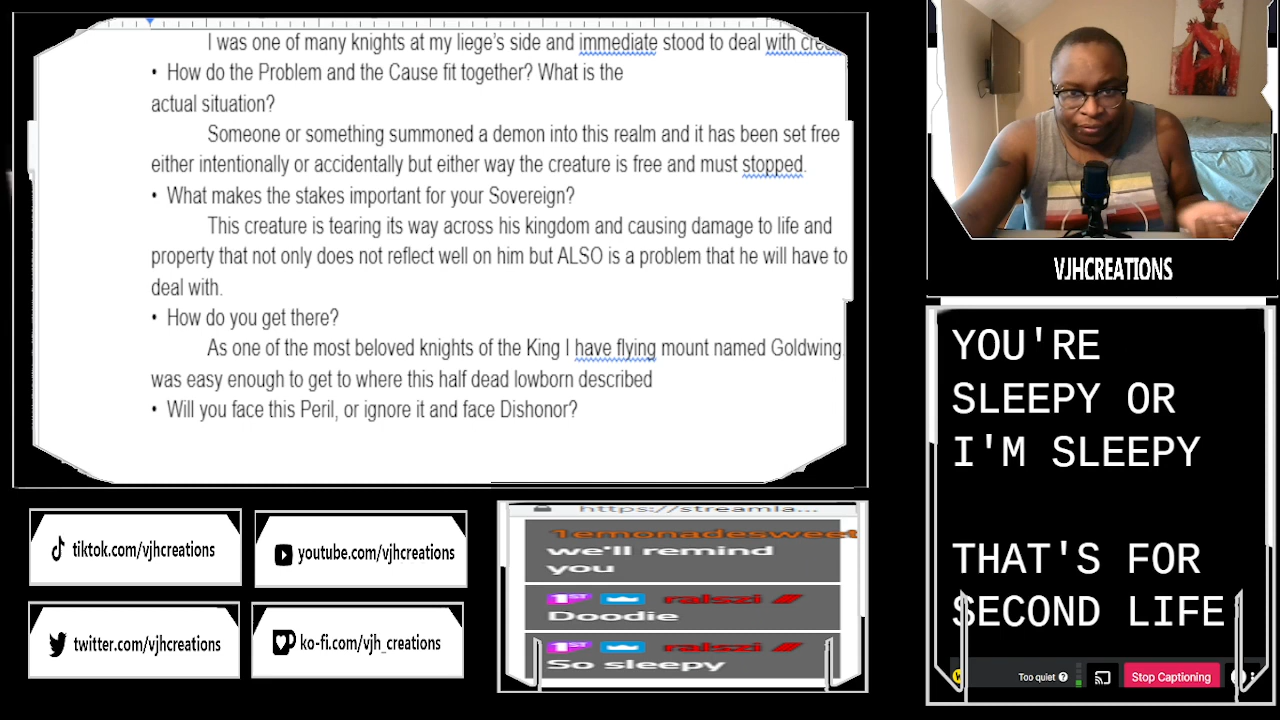 I was one of many knights at my liege's side and immediate stood to deal with
• How do the Problem and the Cause fit together? What is the
actual situation?
Someone or something summoned a demon into this realm and it has been set free
either intentionally or accidentally but either way the creature is free and must stopped.
• What makes the stakes important for your Sovereign?
This creature is tearing its way across his kingdom and causing damage to life and
property that not only does not reflect well on him but ALSO is a problem that he will have to
deal with.
• How do you get there?
As one of the most beloved knights of the King I have flying mount named Goldwing
was easy enough to get to where this half dead lowborn described
• Will you face this Peril, or ignore it and face Dishonor?
VJHCREATIONS
YOU'RE
SLEEPY OR
I'M SLEEPY
THAT'S FOR
SECOND LIFE
Too quiet
Stop Captioning
tiktok.com/vjhcreations
youtube.com/vjhcreations
twitter.com/vjhcreations
ko-fi.com/vjh_creations
https://streamla...
1emonadesweet
we'll remind
you
1ST ralszi
Doodie
1ST ralszi
So sleepy